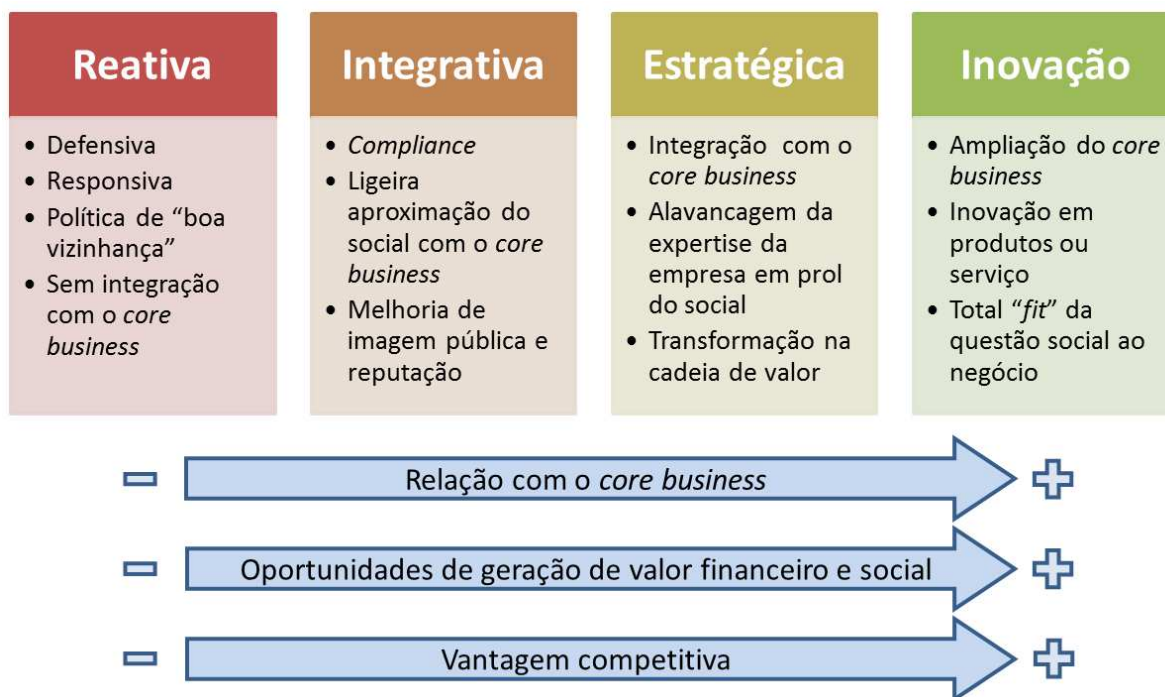 Reativa
• Defensiva
• Responsiva
• Política de “boa
vizinhança”
• Sem integração
com o core
business
Integrativa
• Compliance
• Ligeira
aproximação do
social com o core
business
• Melhoria de
imagem pública e
reputação
Estratégica
• Integração com o
core business
• Alavancagem da
expertise da
empresa em prol
do social
• Transformação na
cadeia de valor
Inovação
• Ampliação do core
business
• Inovação em
produtos ou
serviço
• Total “fit” da
questão social ao
negócio
Relação com o core business
Oportunidades de geração de valor financeiro e social
Vantagem competitiva